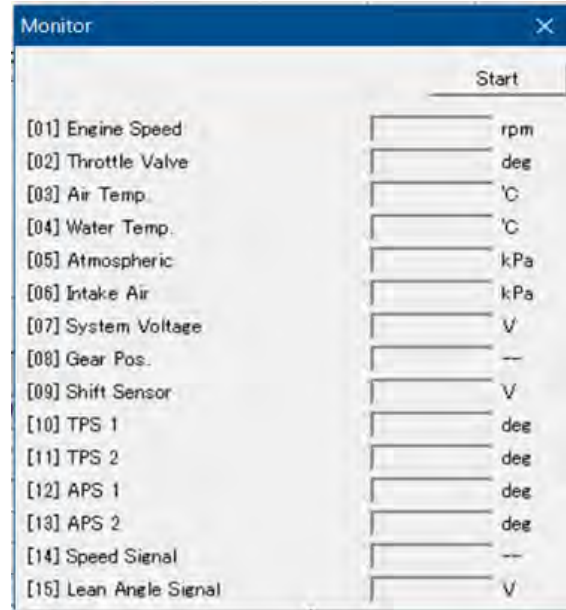 Monitor
Start
[01] Engine Speed rpm
[02] Throttle Valve deg
[03] Air Temp. 'C
[04] Water Temp. 'C
[05] Atmospheric kPa
[06] Intake Air kPa
[07] System Voltage V
[08] Gear Pos. --
[09] Shift Sensor V
[10] TPS 1 deg
[11] TPS 2 deg
[12] APS 1 deg
[13] APS 2 deg
[14] Speed Signal --
[15] Lean Angle Signal V